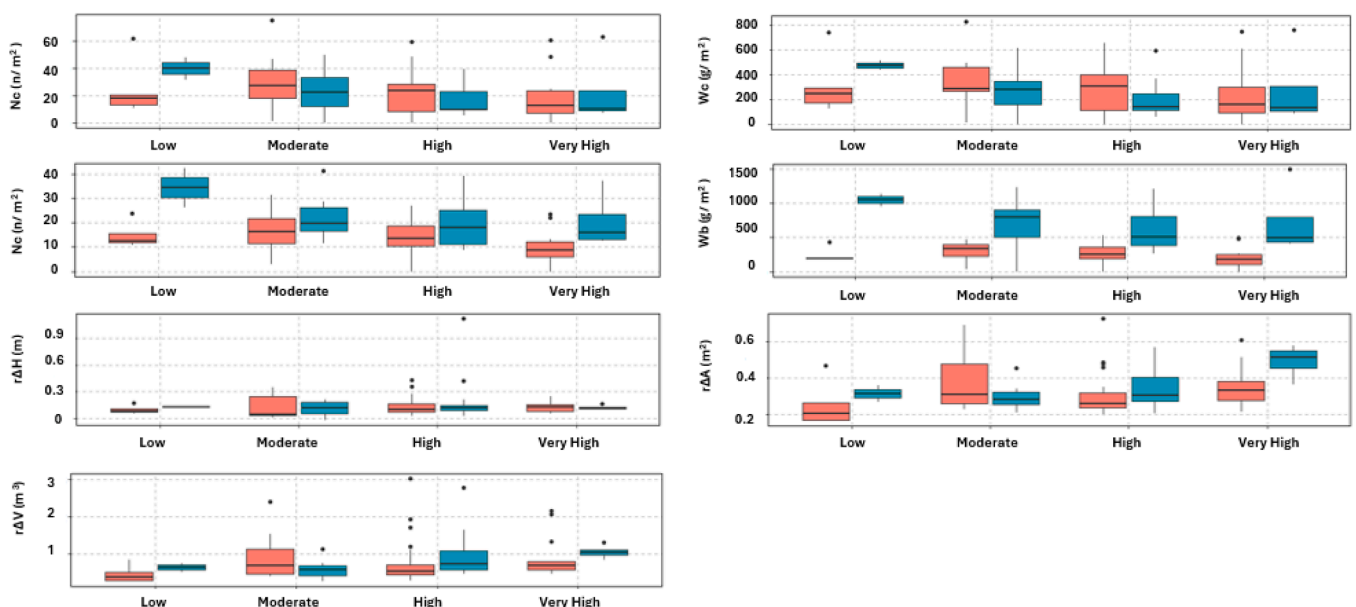 Nc (n/ m²)
60
40
20
0
Low Moderate High Very High
Wc (g/ m²)
800
600
400
200
0
Low Moderate High Very High
Nc (n/ m²)
40
30
20
10
0
Low Moderate High Very High
Wb (g/ m²)
1500
1000
500
0
Low Moderate High Very High
rΔH (m)
0.9
0.6
0.3
0
Low Moderate High Very High
rΔA (m²)
0.6
0.4
0.2
Low Moderate High Very High
rΔV (m³)
3
2
1
Low Moderate High Very High